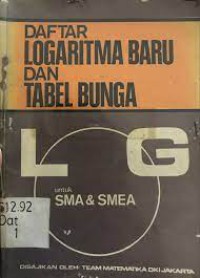 DAFTAR
LOGARITMA BARU
DAN
TABEL BUNGA
L G
untuk
SMA & SMEA
512.92
Dat
1
DISAJIKAN OLEH: TEAM MATEMATIKA DKI JAKARTA